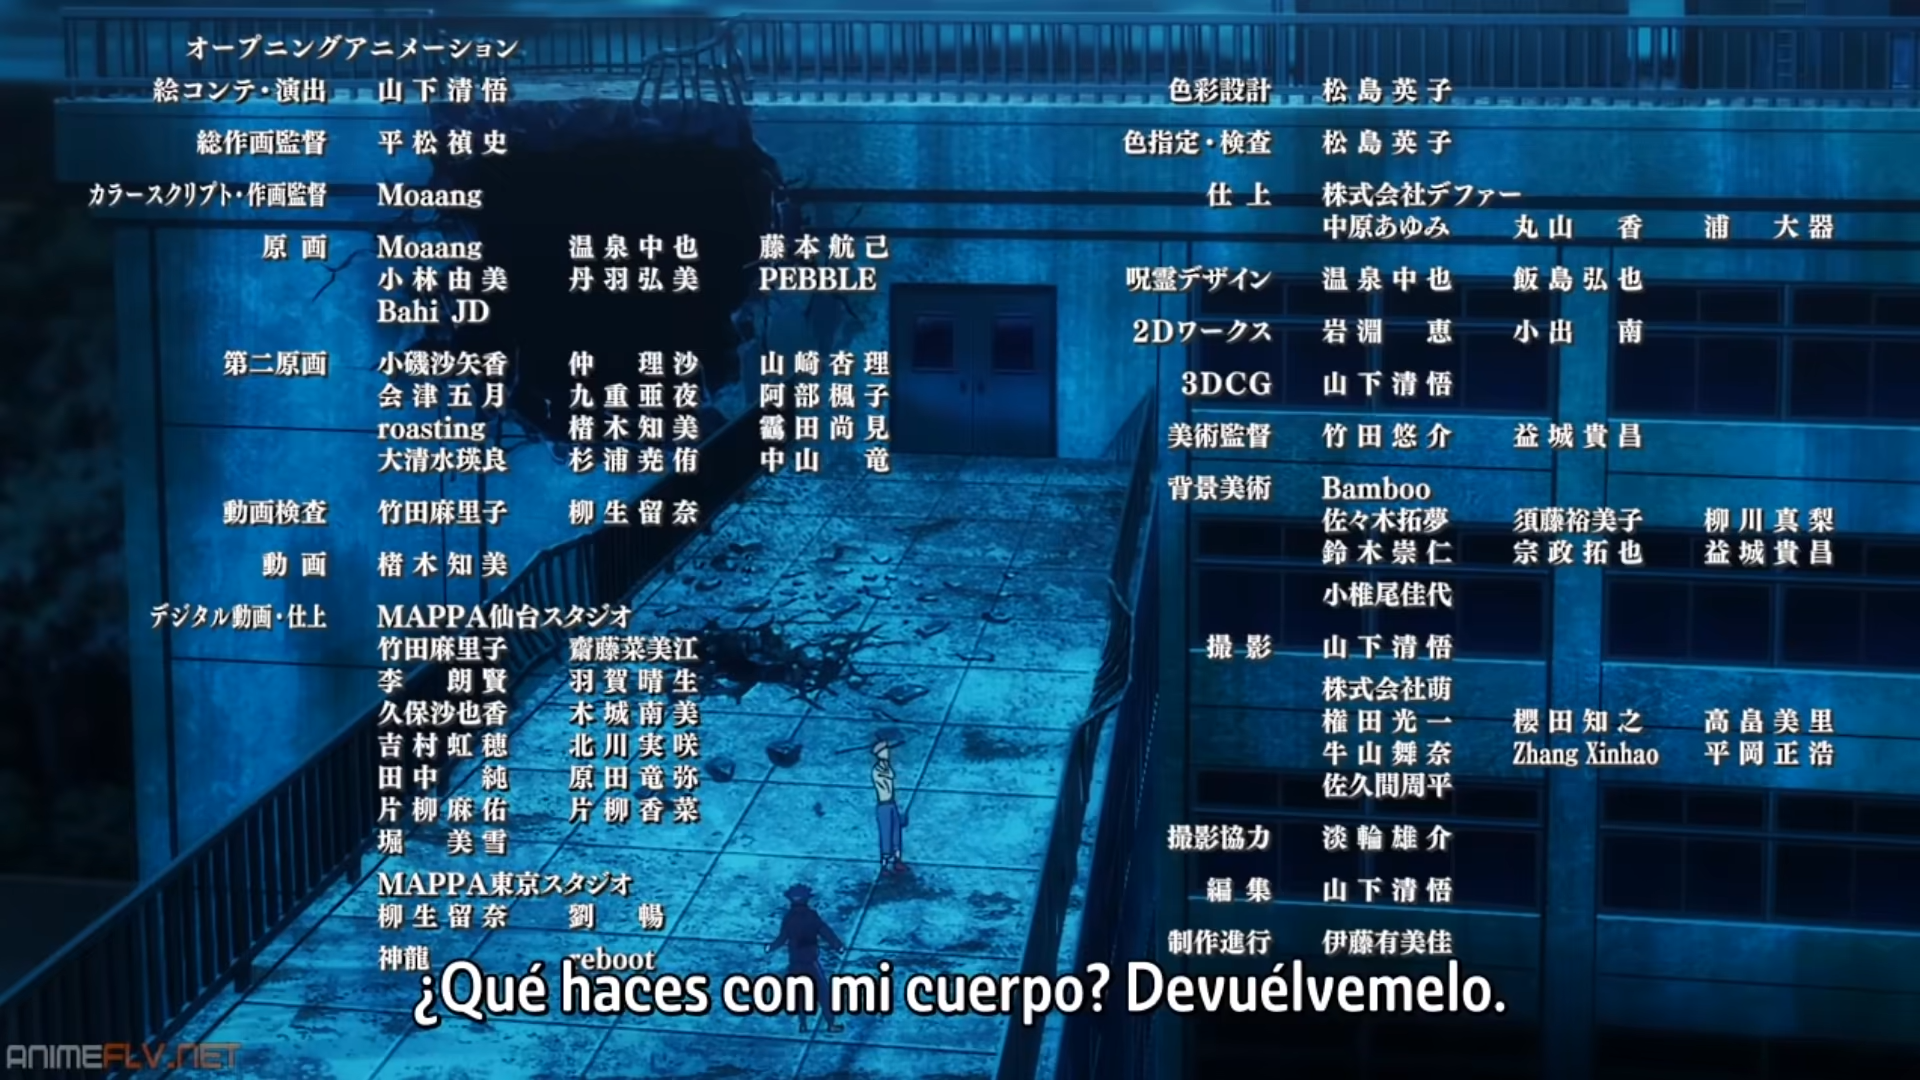 オープニングアニメーション
絵コンテ・演出 山下清悟
総作画監督 平松禎史
カラースクリプト・作画監督 Moaang
原画 Moaang 温泉中也 藤本航己
小林由美 丹羽弘美 PEBBLE
Bahi JD
第二原画 小磯沙矢香 仲理沙 山崎杏理
会津五月 九重亜夜 阿部楓子
roasting 楮木知美 靍田尚見
大清水瑛良 杉浦尭侑 中山竜
動画検査 竹田麻里子 柳生留奈
動画 楮木知美
デジタル動画・仕上 MAPPA仙台スタジオ
竹田麻里子 齋藤菜美江
李朗賢 羽賀晴生
久保沙也香 木城南美
吉村虹穂 北川実咲
田中純 原田竜弥
片柳麻佑 片柳香菜
堀美雪
MAPPA東京スタジオ
柳生留奈 劉暢
神龍 reboot
色彩設計 松島英子
色指定・検査 松島英子
仕上 株式会社デファー
中原あゆみ 丸山香 浦大器
呪霊デザイン 温泉中也 飯島弘也
2Dワークス 岩淵恵 小出南
3DCG 山下清悟
美術監督 竹田悠介 益城貴昌
背景美術 Bamboo
佐々木拓夢 須藤裕美子 柳川真梨
鈴木崇仁 宗政拓也 益城貴昌
小椎尾佳代
撮影 山下清悟
株式会社萌
権田光一 櫻田知之 高畠美里
牛山舞奈 Zhang Xinhao 平岡正浩
佐久間周平
撮影協力 淡輪雄介
編集 山下清悟
制作進行 伊藤有美佳
¿Qué haces con mi cuerpo? Devuélvemelo.
ANIMEFLV.NET